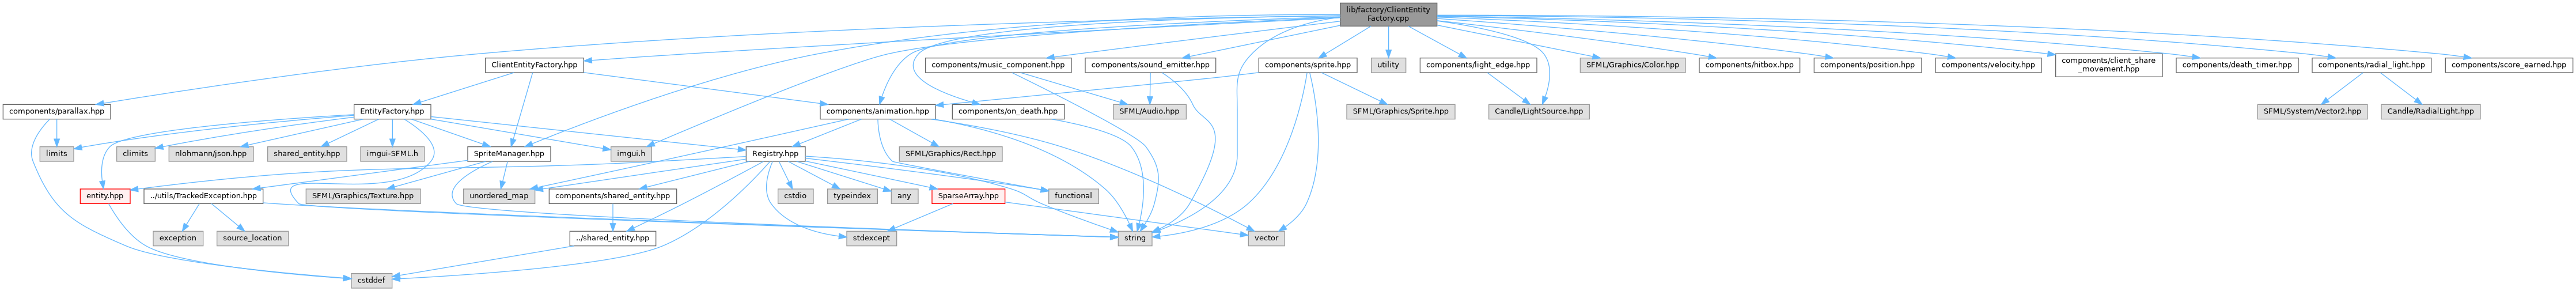 lib/factory/ClientEntity
Factory.cpp
ClientEntityFactory.hpp
components/music_component.hpp
components/sound_emitter.hpp
components/sprite.hpp
utility
components/light_edge.hpp
SFML/Graphics/Color.hpp
components/hitbox.hpp
components/position.hpp
components/velocity.hpp
components/client_share
_movement.hpp
components/death_timer.hpp
components/radial_light.hpp
components/score_earned.hpp
components/parallax.hpp
EntityFactory.hpp
components/animation.hpp
components/on_death.hpp
SFML/Audio.hpp
SFML/Graphics/Sprite.hpp
Candle/LightSource.hpp
SFML/System/Vector2.hpp
Candle/RadialLight.hpp
limits
climits
nlohmann/json.hpp
shared_entity.hpp
imgui-SFML.h
SpriteManager.hpp
imgui.h
Registry.hpp
SFML/Graphics/Rect.hpp
entity.hpp
../utils/TrackedException.hpp
SFML/Graphics/Texture.hpp
unordered_map
components/shared_entity.hpp
cstdio
typeindex
any
SparseArray.hpp
functional
exception
source_location
../shared_entity.hpp
stdexcept
string
vector
cstddef